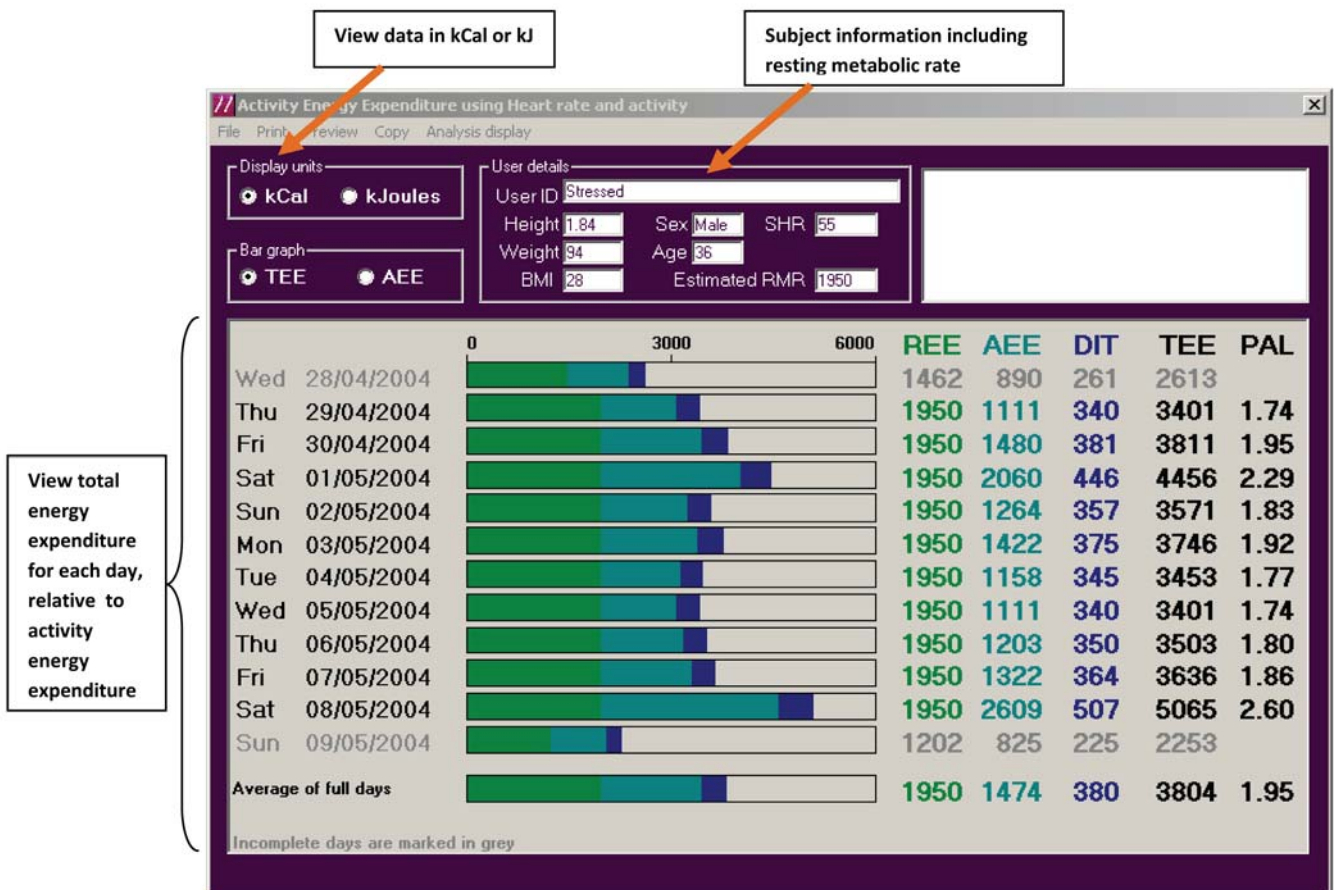 View data in kCal or kJ
Subject information including
resting metabolic rate
Activity Energy Expenditure using Heart rate and activity
File Print Preview Copy Analysis display
Display units
kCal kJoules
Bar graph
TEE AEE
User details
User ID Stressed
Height 1.84 Sex Male SHR 55
Weight 94 Age 36
BMI 28 Estimated RMR 1950
View total
energy
expenditure
for each day,
relative to
activity
energy
expenditure
0 3000 6000 REE AEE DIT TEE PAL
Wed 28/04/2004 1462 890 261 2613
Thu 29/04/2004 1950 1111 340 3401 1.74
Fri 30/04/2004 1950 1480 381 3811 1.95
Sat 01/05/2004 1950 2060 446 4456 2.29
Sun 02/05/2004 1950 1264 357 3571 1.83
Mon 03/05/2004 1950 1422 375 3746 1.92
Tue 04/05/2004 1950 1158 345 3453 1.77
Wed 05/05/2004 1950 1111 340 3401 1.74
Thu 06/05/2004 1950 1203 350 3503 1.80
Fri 07/05/2004 1950 1322 364 3636 1.86
Sat 08/05/2004 1950 2609 507 5065 2.60
Sun 09/05/2004 1202 825 225 2253
Average of full days 1950 1474 380 3804 1.95
Incomplete days are marked in grey